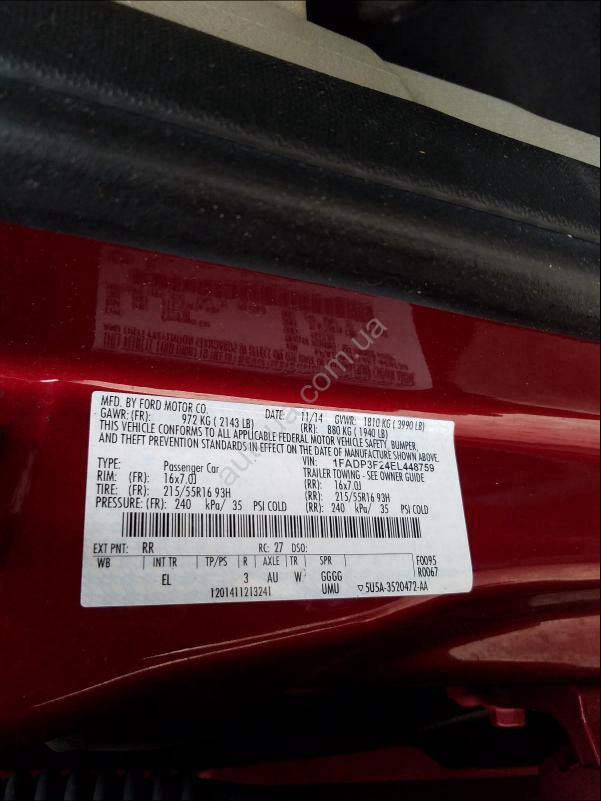 MFD. BY FORD MOTOR CO. DATE: 11/14 GVWR: 1810 KG ( 3990 LB)
GAWR: (FR): 972 KG ( 2143 LB) (RR): 880 KG ( 1940 LB)
THIS VEHICLE CONFORMS TO ALL APPLICABLE FEDERAL MOTOR VEHICLE SAFETY, BUMPER,
AND THEFT PREVENTION STANDARDS IN EFFECT ON THE DATE OF MANUFACTURE SHOWN ABOVE.
VIN: 1FADP3F24EL448759
TYPE: Passenger Car TRAILER TOWING - SEE OWNER GUIDE
RIM: (FR): 16x7.0J (RR): 16x7.0J
TIRE: (FR): 215/55R16 93H (RR): 215/55R16 93H
PRESSURE: (FR): 240 kPa/ 35 PSI COLD (RR): 240 kPa/ 35 PSI COLD
EXT PNT: RR RC: 27 DSO:
WB INT TR TP/PS R AXLE TR SPR F0095
EL 3 AU W GGGG R0067
1201411213241 UMU ▽5U5A-3520472-AA